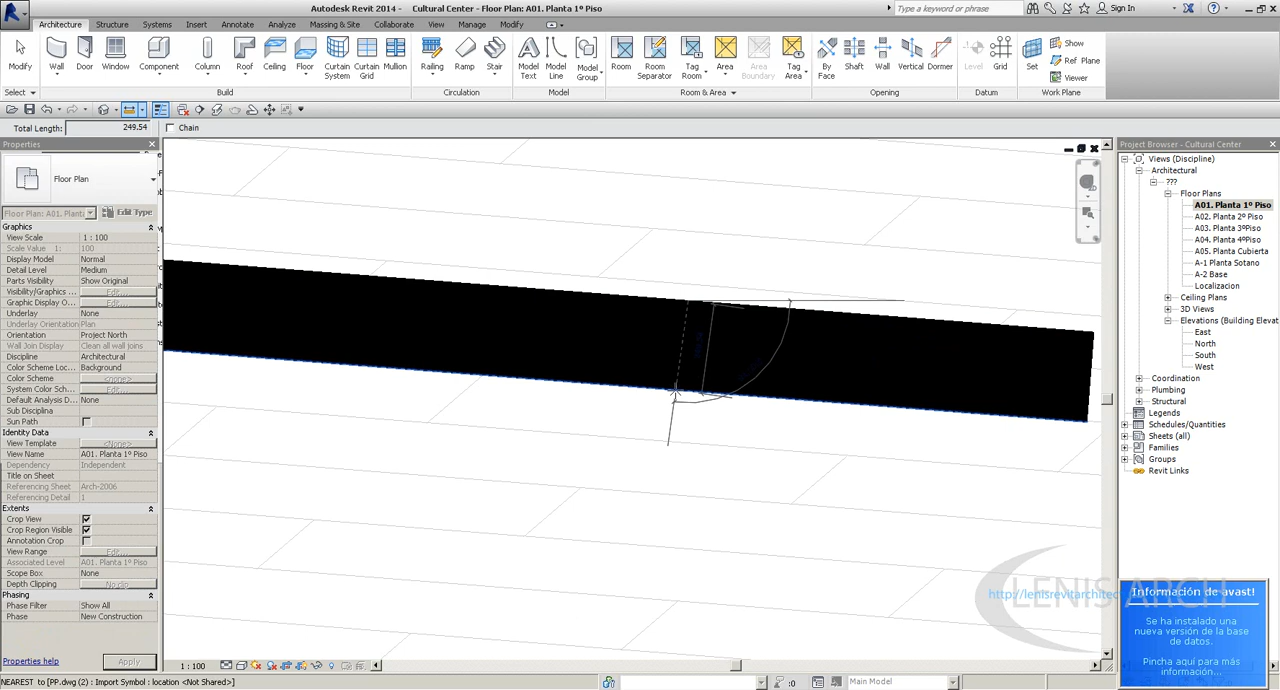 Autodesk Revit 2014 - Cultural Center - Floor Plan: A01. Planta 1º Piso
Type a keyword or phrase
Sign In
Architecture Structure Systems Insert Annotate Analyze Massing & Site Collaborate View Manage Modify
Modify Wall Door Window Component Column Roof Ceiling Floor Curtain System Curtain Grid Mullion Railing Ramp Stair Model Text Model Line Model Group Room Room Separator Tag Room Area Area Boundary Tag Area By Face Shaft Wall Vertical Dormer Level Grid Set Show Ref Plane Viewer
Select Build Circulation Model Room & Area Opening Datum Work Plane
Total Length: 249.54 Chain
Properties
Floor Plan
Floor Plan: A01. Planta
Edit Type
Graphics
View Scale 1 : 100
Scale Value 1: 100
Display Model Normal
Detail Level Medium
Parts Visibility Show Original
Visibility/Graphics ... Edit...
Graphic Display O... Edit...
Underlay None
Underlay Orientation Plan
Orientation Project North
Wall Join Display Clean all wall joins
Discipline Architectural
Color Scheme Loc... Background
Color Scheme <none>
System Color Sch... Edit...
Default Analysis D... None
Sub Discipline
Sun Path
Identity Data
View Template <None>
View Name A01. Planta 1º Piso
Dependency Independent
Title on Sheet
Referencing Sheet Arch-2006
Referencing Detail 1
Extents
Crop View
Crop Region Visible
Annotation Crop
View Range Edit...
Associated Level A01. Planta 1º Piso
Scope Box None
Depth Clipping No clip
Phasing
Phase Filter Show All
Phase New Construction
Properties help Apply
Project Browser - Cultural Center
Views (Discipline)
Architectural
???
Floor Plans
A01. Planta 1º Piso
A02. Planta 2º Piso
A03. Planta 3ºPiso
A04. Planta 4ºPiso
A05. Planta Cubierta
A-1 Planta Sotano
A-2 Base
Localizacion
Ceiling Plans
3D Views
Elevations (Building Elevat
East
North
South
West
Coordination
Plumbing
Structural
Legends
Schedules/Quantities
Sheets (all)
Families
Groups
Revit Links
LENIS ARCH
http://lenisrevitarchitec
Información de avast!
Se ha instalado una
nueva versión de la base
de datos.
Pinche aquí para más
información...
1 : 100
NEAREST to [PP.dwg (2) : Import Symbol : location <Not Shared>]
:0
Main Model